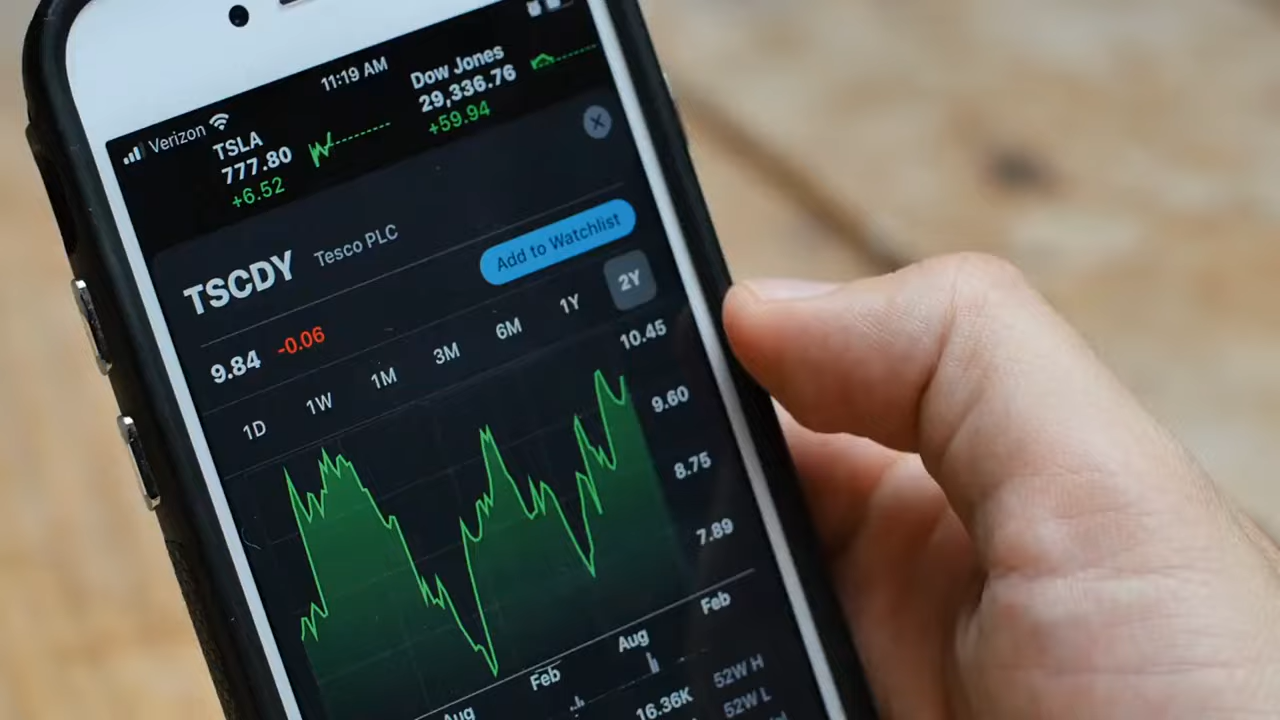 Verizon
11:19 AM
TSLA
777.80
+6.52
Dow Jones
29,336.76
+59.94
TSCDY Tesco PLC
Add to Watchlist
9.84 -0.06
1D 1W 1M 3M 6M 1Y 2Y
10.45
9.60
8.75
7.89
Aug Feb Aug Feb
16.36K 52W H
52W L